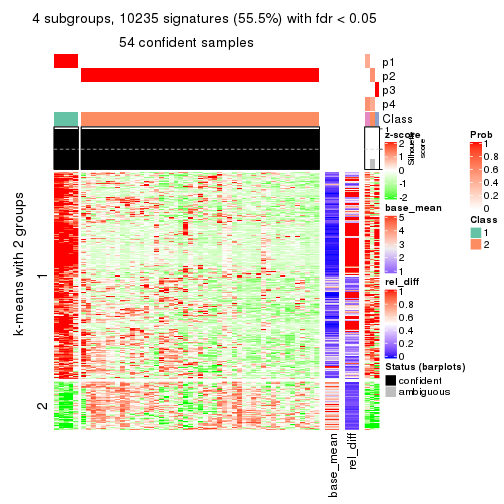 4 subgroups, 10235 signatures (55.5%) with fdr < 0.05
54 confident samples
p1
p2
p3
p4
Class
1
Silhouette
score
z-score
2
1
0
-1
-2
base_mean
5
4
3
2
1
rel_diff
1
0.8
0.6
0.4
0.2
0
Status (barplots)
confident
ambiguous
Prob
1
0.8
0.6
0.4
0.2
0
Class
1
2
k-means with 2 groups
1
2
base_mean
rel_diff